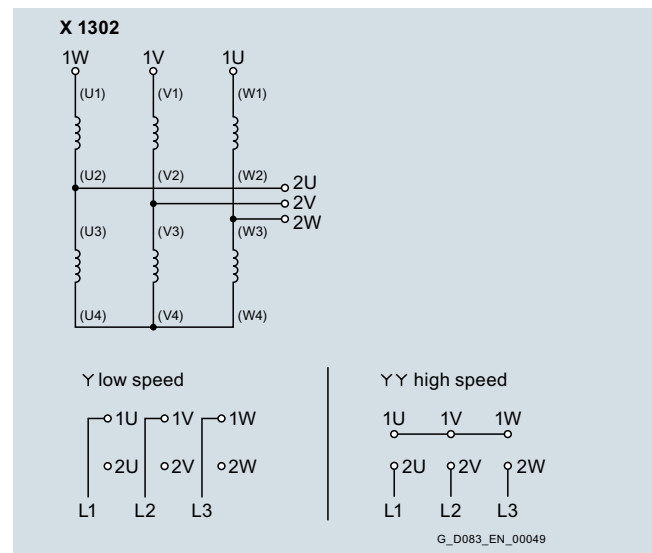 X 1302
1W 1V 1U
(U1) (V1) (W1)
(U2) (V2) (W2)
2U
2V
2W
(U3) (V3) (W3)
(U4) (V4) (W4)
Y low speed
1U 1V 1W
2U 2V 2W
L1 L2 L3
Y Y high speed
1U 1V 1W
2U 2V 2W
L1 L2 L3
G_D083_EN_00049